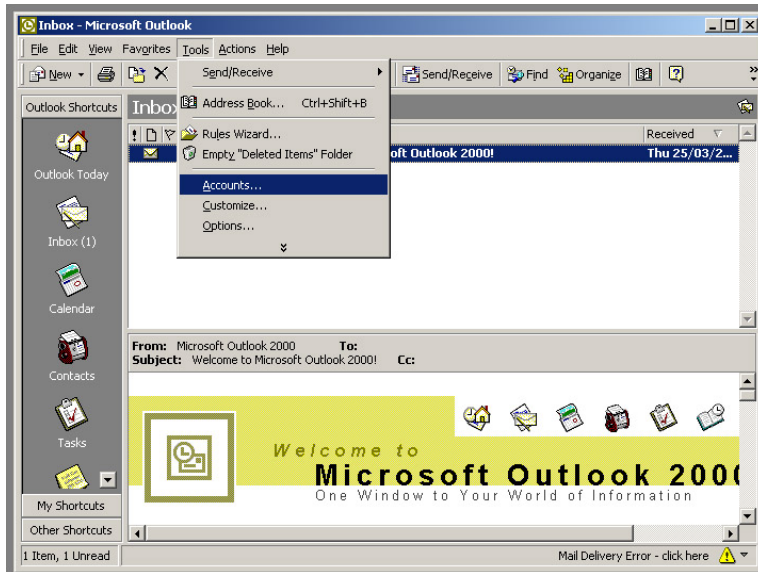 Inbox - Microsoft Outlook
File Edit View Favorites Tools Actions Help
New Send/Receive Find Organize
Send/Receive
Address Book... Ctrl+Shift+B
Rules Wizard...
Empty "Deleted Items" Folder
Accounts...
Customize...
Options...
Outlook Shortcuts
Outlook Today
Inbox (1)
Calendar
Contacts
Tasks
My Shortcuts
Other Shortcuts
Inbox
! Received
oft Outlook 2000! Thu 25/03/2...
From: Microsoft Outlook 2000 To:
Subject: Welcome to Microsoft Outlook 2000! Cc:
Welcome to
Microsoft Outlook 2000
One Window to Your World of Information
1 Item, 1 Unread Mail Delivery Error - click here